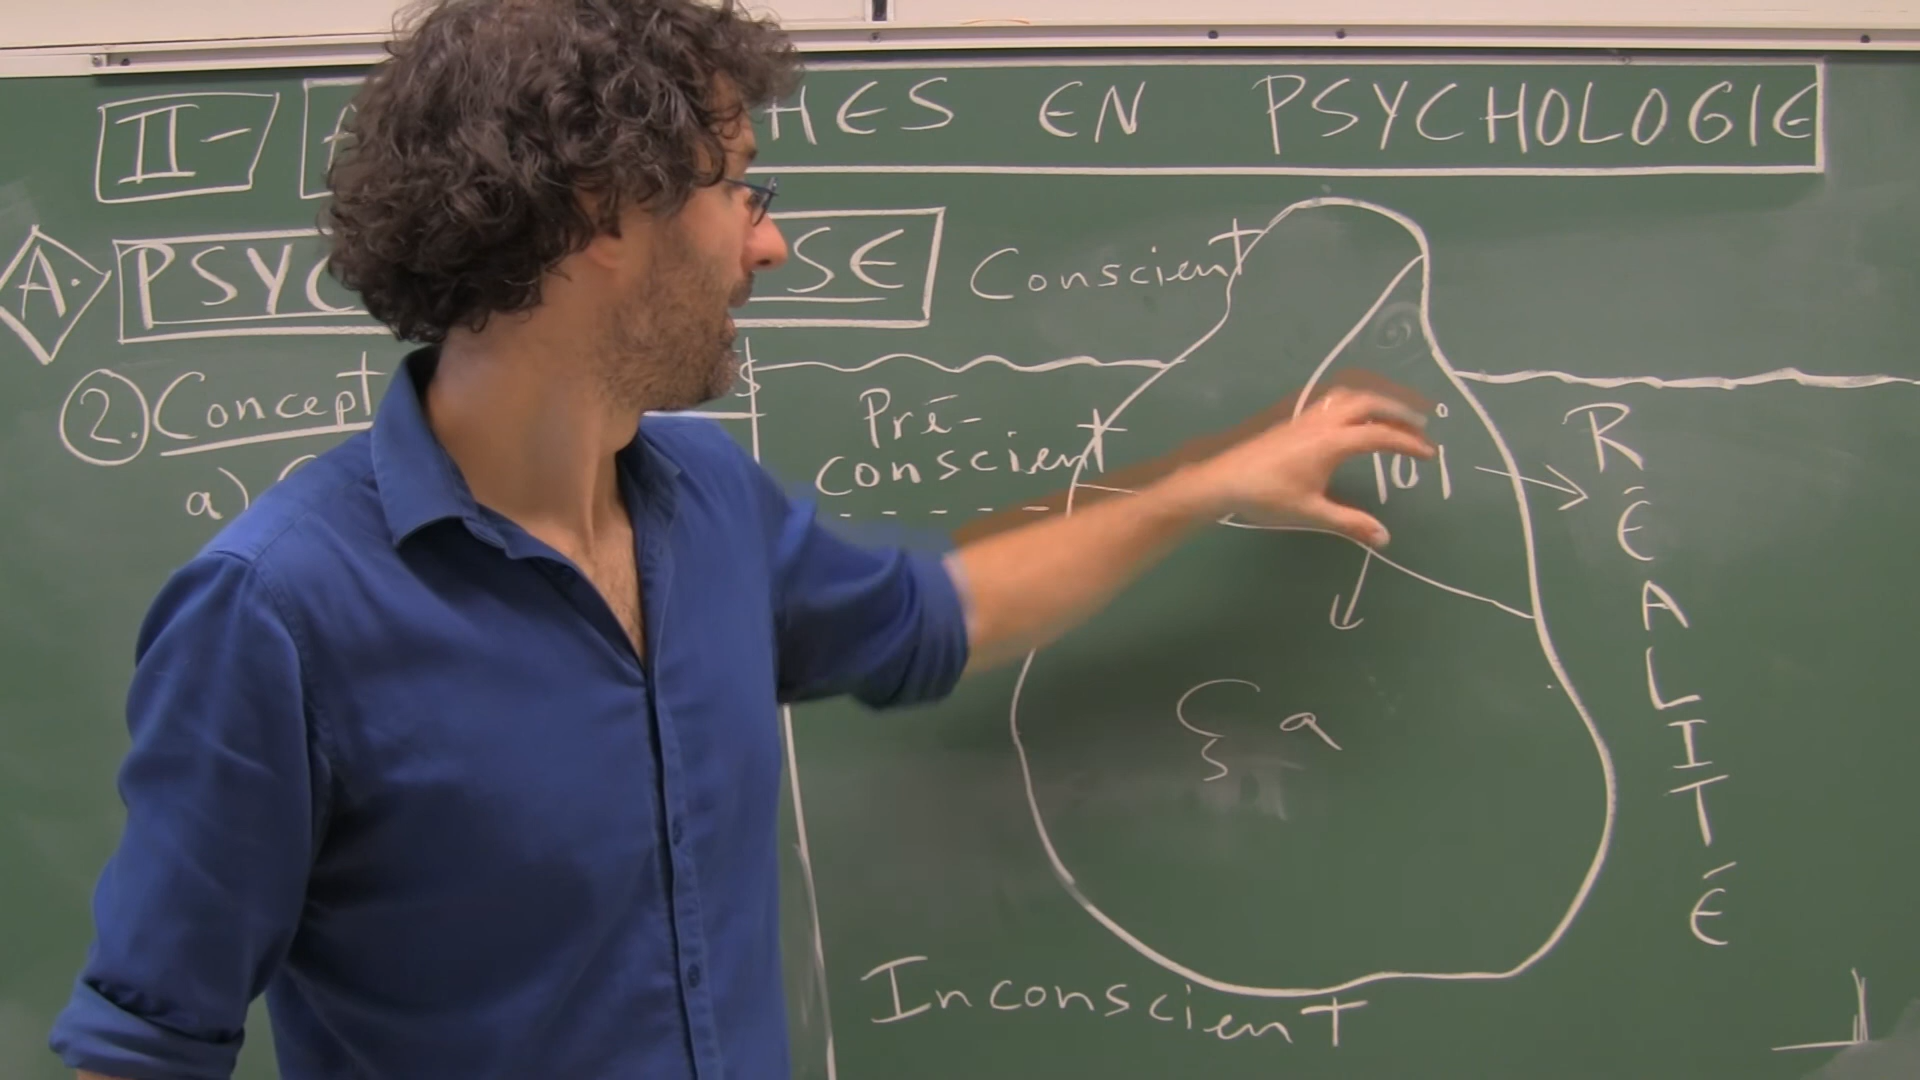 II- HES EN PSYCHOLOGIE
A. PSYC SE
2. Concept
a)
Conscient
Pré-
conscient
Moi
Ça
Inconscient
RÉALITÉ